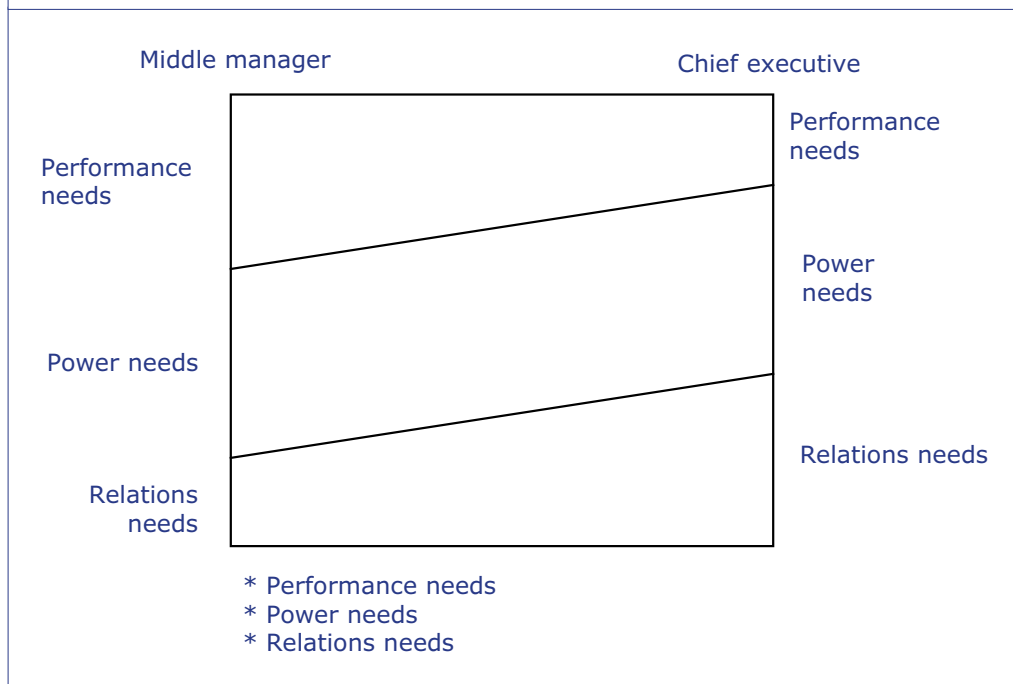 Middle manager
Chief executive
Performance
needs
Performance
needs
Power
needs
Power needs
Relations needs
Relations
needs
* Performance needs
* Power needs
* Relations needs